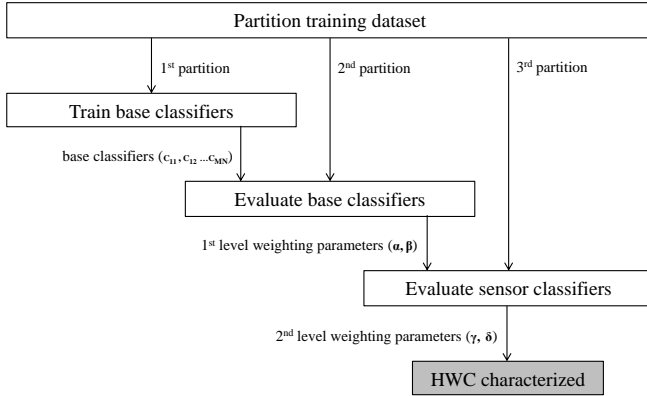 Partition training dataset
1st partition
2nd partition
3rd partition
Train base classifiers
base classifiers (c11, c12 ...cMN)
Evaluate base classifiers
1st level weighting parameters (α, β)
Evaluate sensor classifiers
2nd level weighting parameters (γ, δ)
HWC characterized